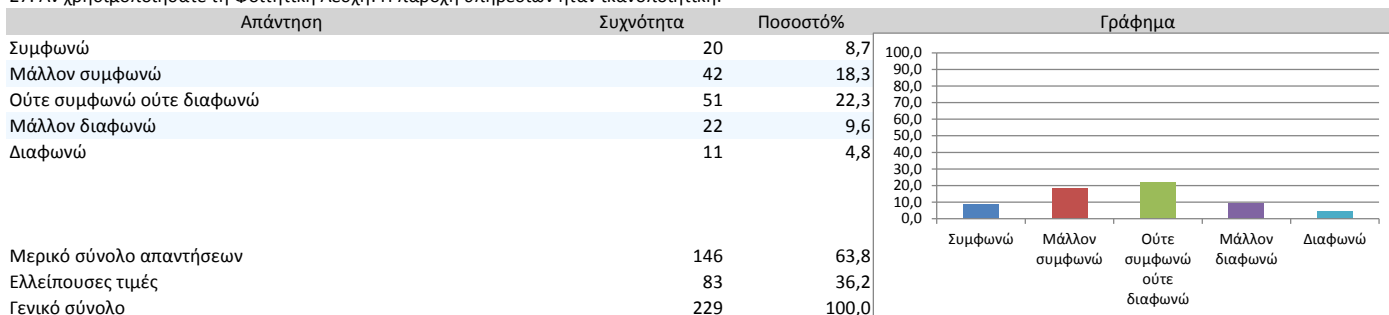 Απάντηση Συχνότητα Ποσοστό% Γράφημα
Συμφωνώ 20 8,7
Μάλλον συμφωνώ 42 18,3
Ούτε συμφωνώ ούτε διαφωνώ 51 22,3
Μάλλον διαφωνώ 22 9,6
Διαφωνώ 11 4,8
Μερικό σύνολο απαντήσεων 146 63,8
Ελλείπουσες τιμές 83 36,2
Γενικό σύνολο 229 100,0
100,0
90,0
80,0
70,0
60,0
50,0
40,0
30,0
20,0
10,0
0,0
Συμφωνώ Μάλλον Ούτε Μάλλον Διαφωνώ
συμφωνώ συμφωνώ διαφωνώ
ούτε
διαφωνώ